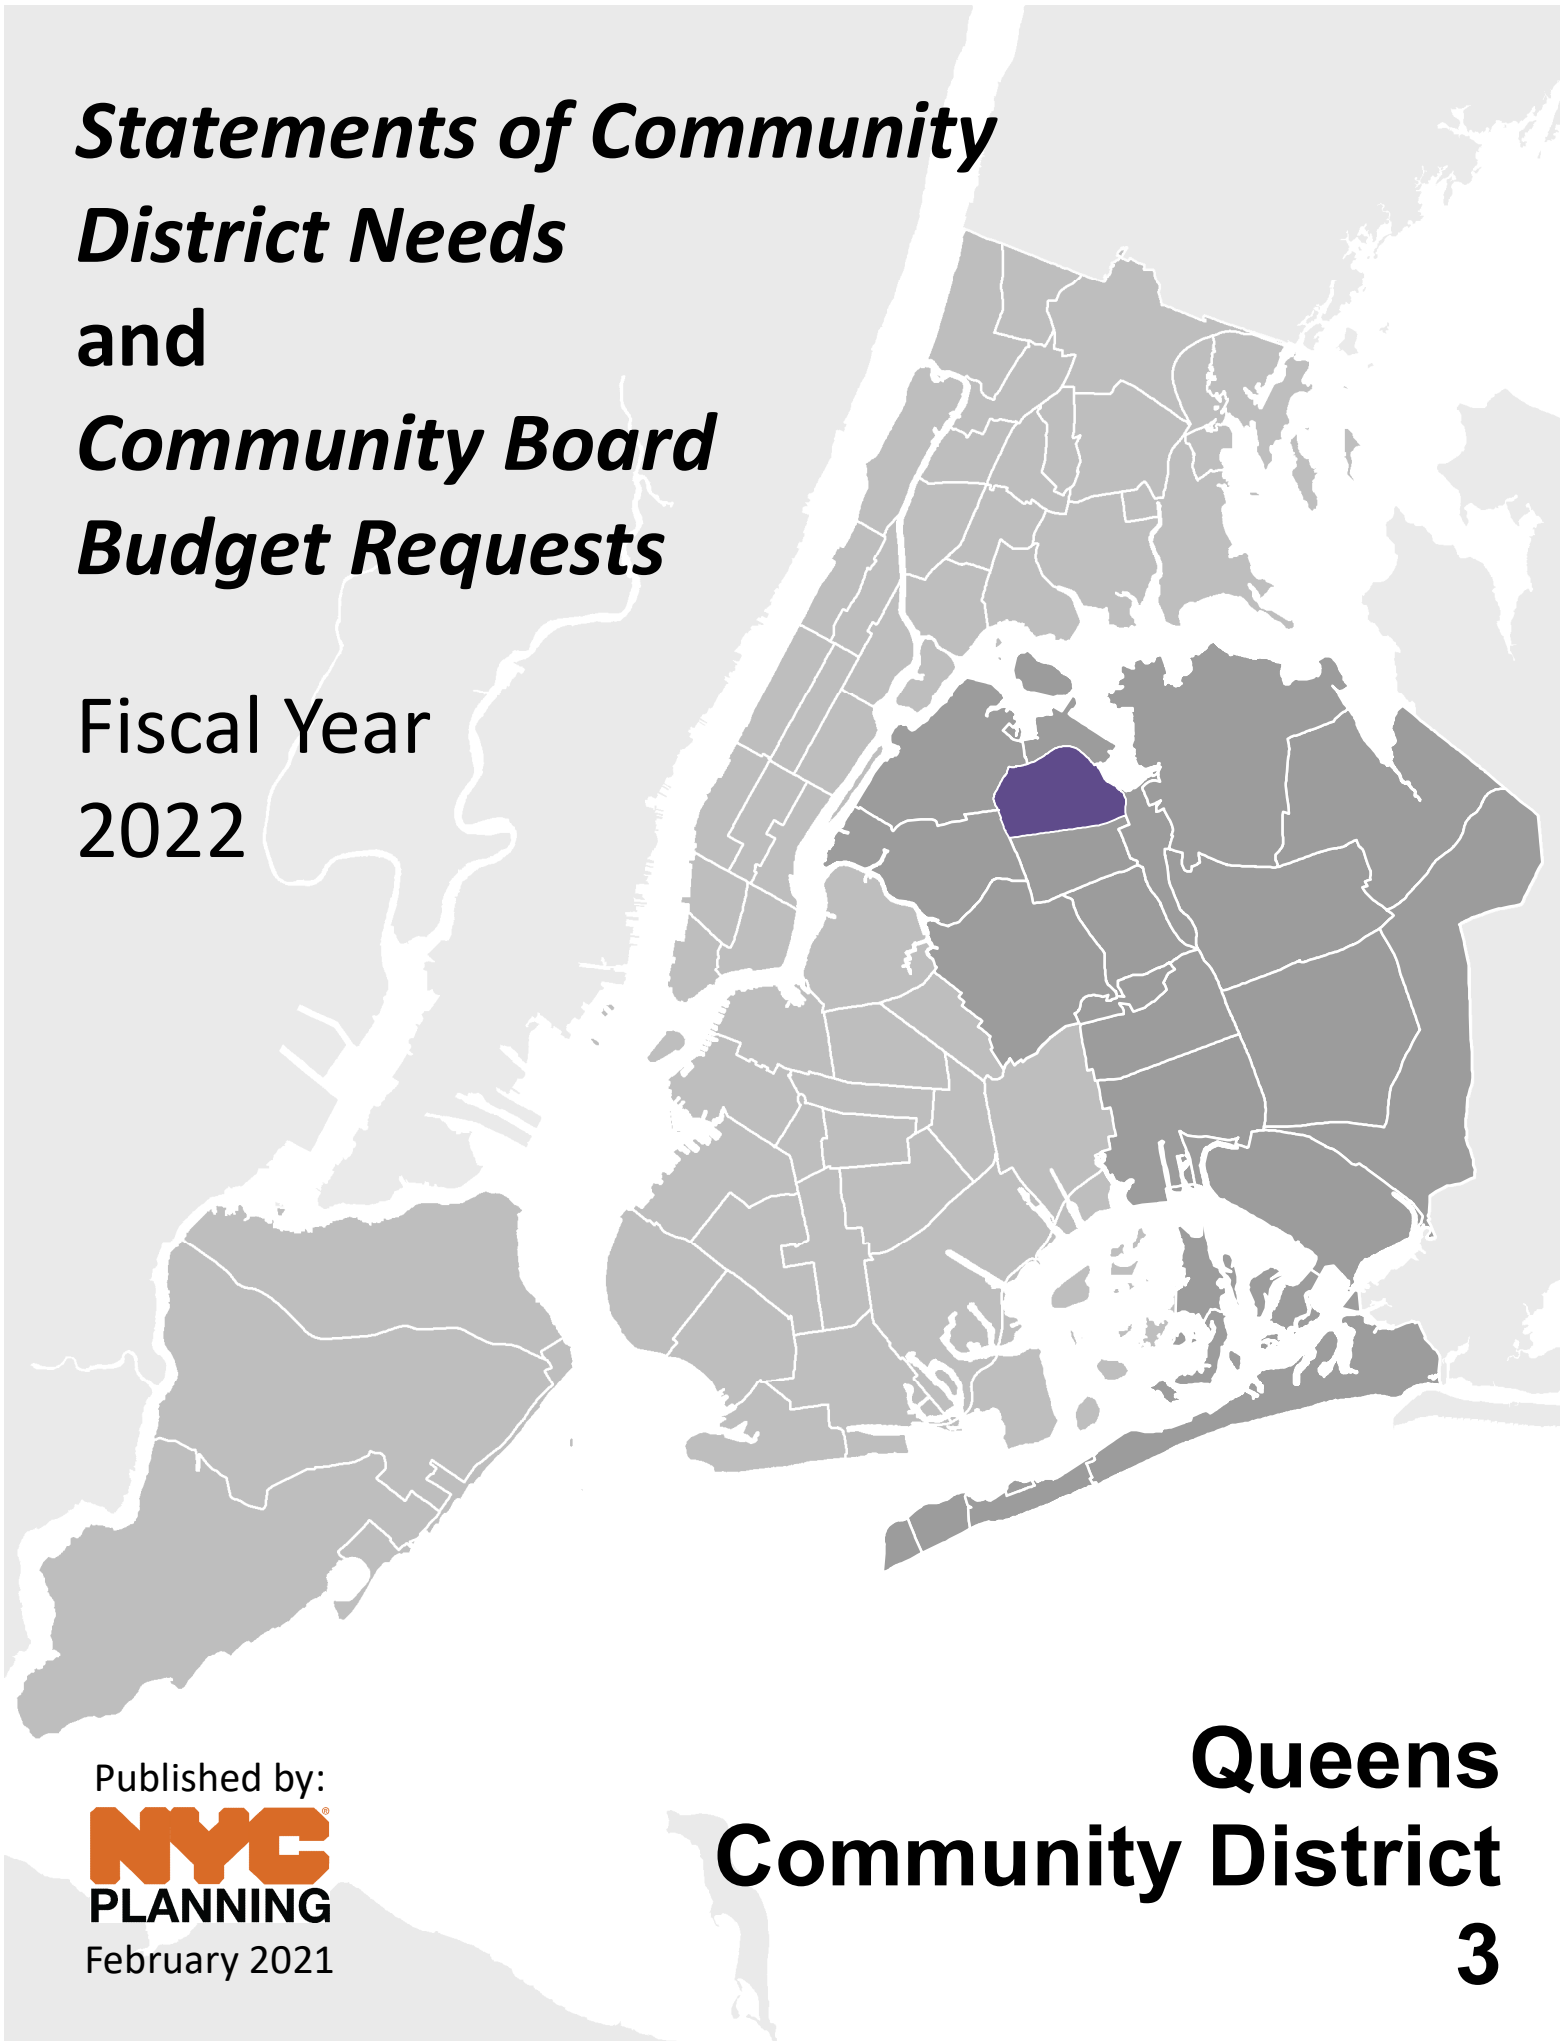 Statements of Community
District Needs
and
Community Board
Budget Requests
Fiscal Year
2022
Published by:
NYC®
PLANNING
February 2021
Queens
Community District
3